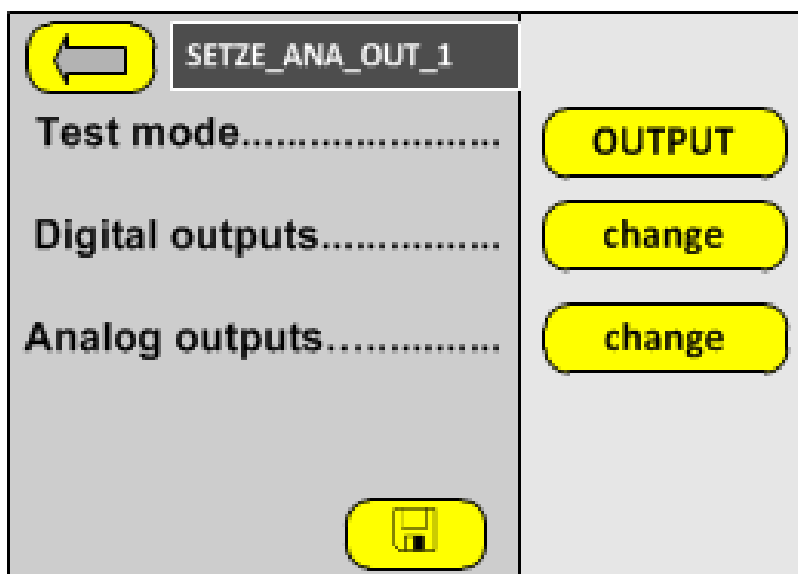 SETZE_ANA_OUT_1
Test mode....................... OUTPUT
Digital outputs................ change
Analog outputs................ change